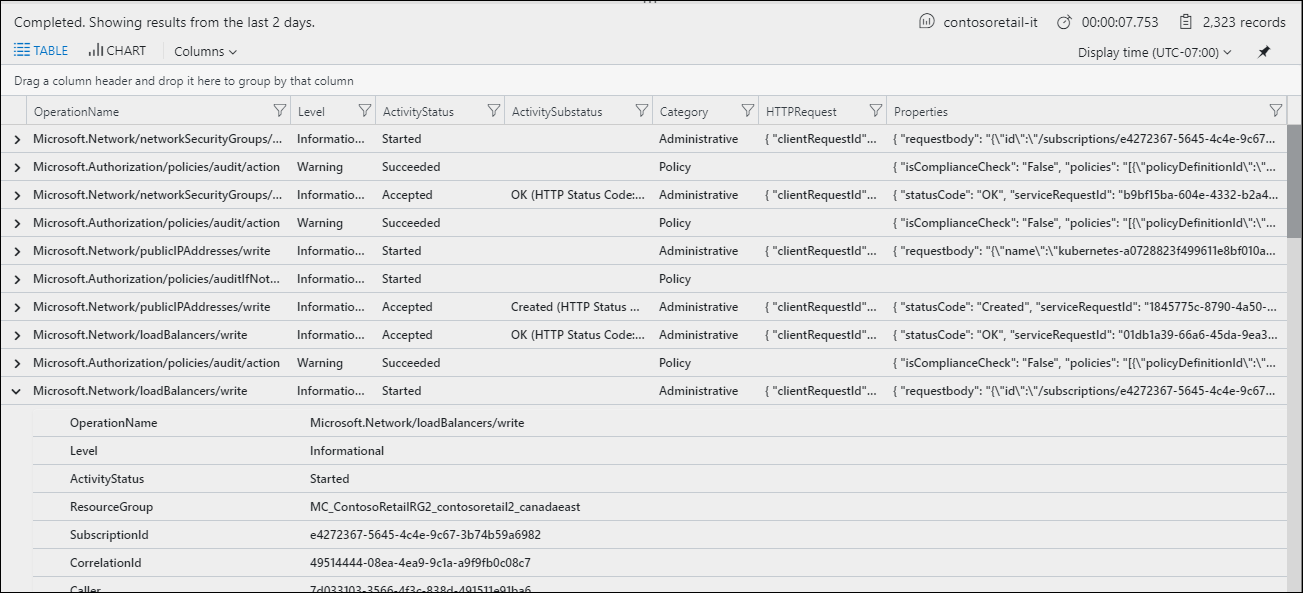 Completed. Showing results from the last 2 days. contosoretail-it 00:00:07.753 2,323 records
TABLE CHART Columns Display time (UTC-07:00)
Drag a column header and drop it here to group by that column
OperationName Level ActivityStatus ActivitySubstatus Category HTTPRequest Properties
Microsoft.Network/networkSecurityGroups/... Informatio... Started Administrative { "clientRequestId"... { "requestbody": "{\"id\":\"/subscriptions/e4272367-5645-4c4e-9c67...
Microsoft.Authorization/policies/audit/action Warning Succeeded Policy { "isComplianceCheck": "False", "policies": "[{\"policyDefinitionId\":\"...
Microsoft.Network/networkSecurityGroups/... Informatio... Accepted OK (HTTP Status Code:... Administrative { "clientRequestId"... { "statusCode": "OK", "serviceRequestId": "b9bf15ba-604e-4332-b2a4...
Microsoft.Authorization/policies/audit/action Warning Succeeded Policy { "isComplianceCheck": "False", "policies": "[{\"policyDefinitionId\":\"...
Microsoft.Network/publicIPAddresses/write Informatio... Started Administrative { "clientRequestId"... { "requestbody": "{\"name\":\"kubernetes-a0728823f499611e8bf010a...
Microsoft.Authorization/policies/auditIfNot... Informatio... Started Policy
Microsoft.Network/publicIPAddresses/write Informatio... Accepted Created (HTTP Status ... Administrative { "clientRequestId"... { "statusCode": "Created", "serviceRequestId": "1845775c-8790-4a50-...
Microsoft.Network/loadBalancers/write Informatio... Accepted OK (HTTP Status Code:... Administrative { "clientRequestId"... { "statusCode": "OK", "serviceRequestId": "01db1a39-66a6-45da-9ea3...
Microsoft.Authorization/policies/audit/action Warning Succeeded Policy { "isComplianceCheck": "False", "policies": "[{\"policyDefinitionId\":\"...
Microsoft.Network/loadBalancers/write Informatio... Started Administrative { "clientRequestId"... { "requestbody": "{\"id\":\"/subscriptions/e4272367-5645-4c4e-9c67...
OperationName Microsoft.Network/loadBalancers/write
Level Informational
ActivityStatus Started
ResourceGroup MC_ContosoRetailRG2_contosoretail2_canadaeast
SubscriptionId e4272367-5645-4c4e-9c67-3b74b59a6982
CorrelationId 49514444-08ea-4ea9-9c1a-a9f9fb0c08c7
Caller 7d033103-3566-4f3c-838d-491511e91ba6